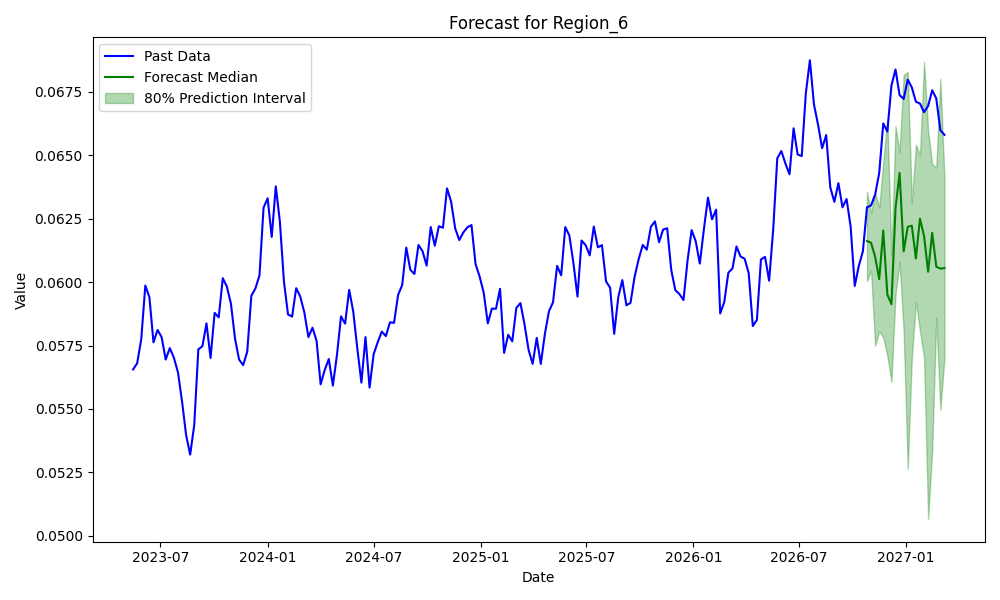 Forecast for Region_6
Past Data
Forecast Median
80% Prediction Interval
0.0675
0.0650
0.0625
0.0600
0.0575
0.0550
0.0525
0.0500
Value
2023-07
2024-01
2024-07
2025-01
2025-07
2026-01
2026-07
2027-01
Date